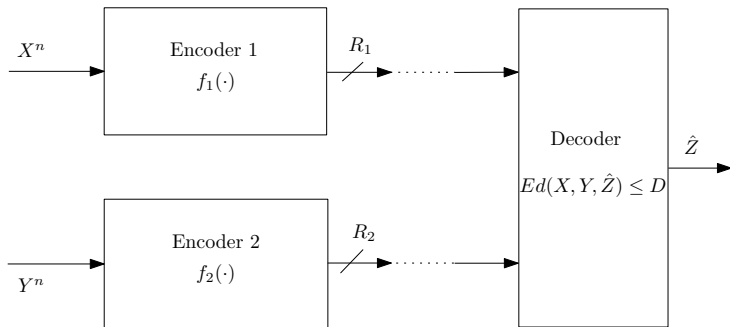 X^n
Encoder 1
f_1(·)
R_1
Y^n
Encoder 2
f_2(·)
R_2
Decoder
Ed(X, Y, Ẑ) ≤ D
Ẑ